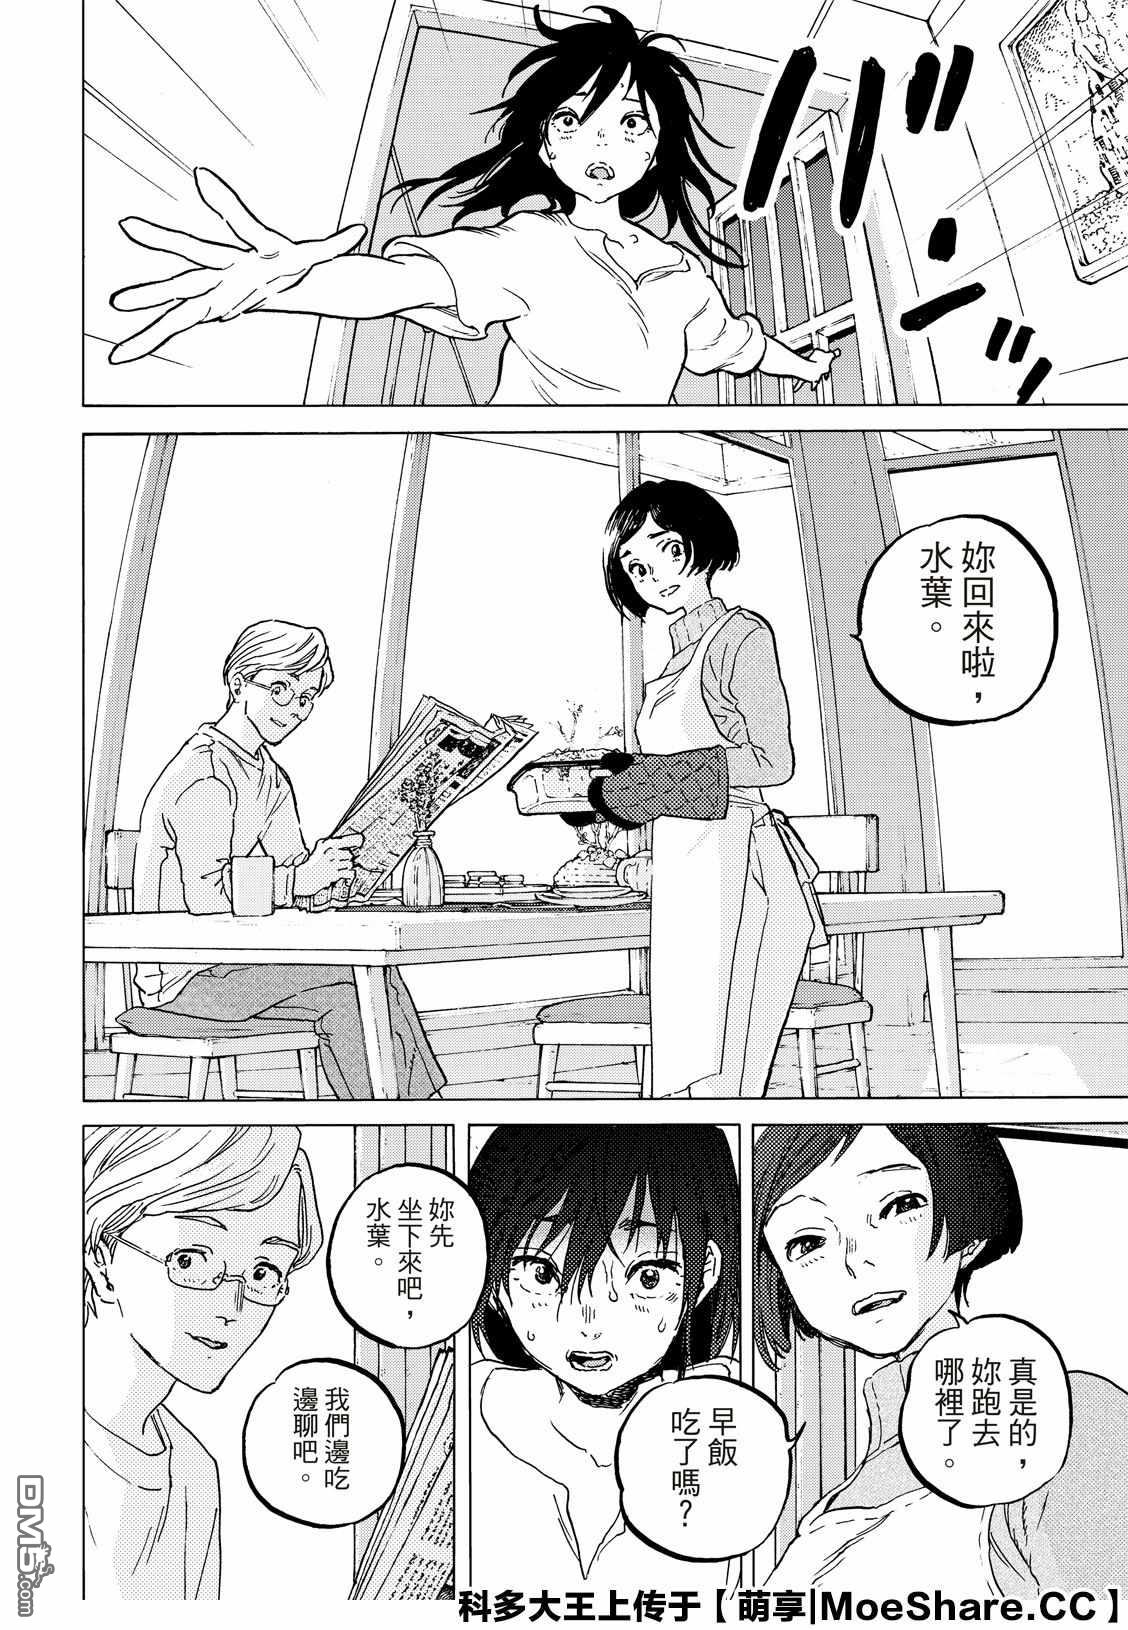 バァーン
妳回來啦，
水葉。
真是的，
妳跑去
哪裡了。
早飯
吃了嗎？
妳先
坐下來吧，
水葉。
我們邊吃
邊聊吧。
DM5.com
科多大王上传于【萌享|MoeShare.CC】